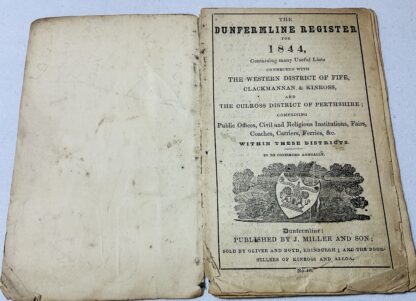 THE
DUNFERMLINE REGISTER
FOR
1844,
Containing many Useful Lists
CONNECTED WITH
THE WESTERN DISTRICT OF FIFE,
CLACKMANNAN & KINROSS,
AND
THE CULROSS DISTRICT OF PERTHSHIRE;
COMPRISING
Public Offices, Civil and Religious Institutions, Fairs,
Coaches, Carriers, Ferries, &c.
WITHIN THESE DISTRICTS.
TO BE CONTINUED ANNUALLY.
Dunfermline:
PUBLISHED BY J. MILLER AND SON;
SOLD BY OLIVER AND BOYD, EDINBURGH; AND THE BOOK-
SELLERS OF KINROSS AND ALLOA.